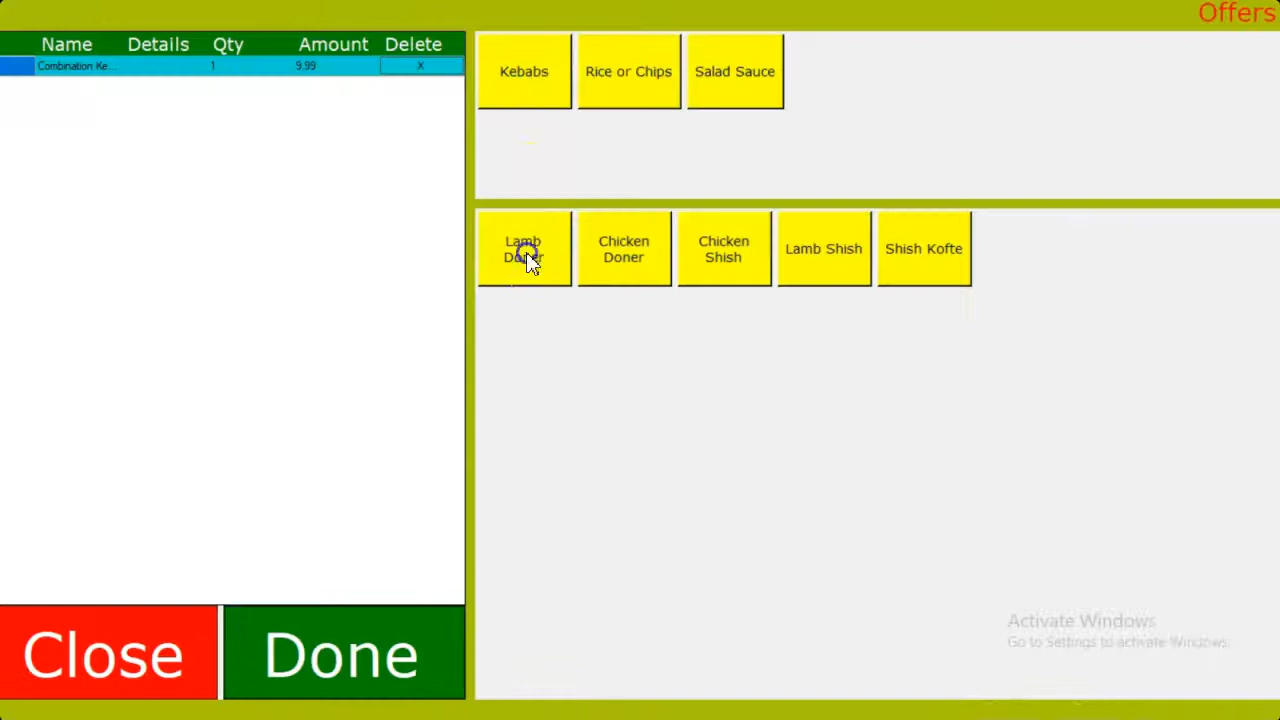 Offers
Name Details Qty Amount Delete
Combination Ke... 1 9.99 X
Kebabs
Rice or Chips
Salad Sauce
Lamb
Doner
Chicken
Doner
Chicken
Shish
Lamb Shish
Shish Kofte
Close
Done
Activate Windows
Go to Settings to activate Windows.